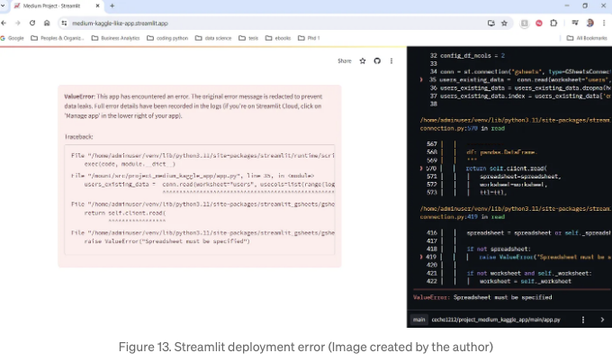 Medium Project - Streamlit
medium-kaggle-like-app.streamlit.app
Google
Peoples & Organiz...
Business Analytics
coding python
data science
tests
ebooks
Phd 1
All Bookmarks
Share
ValueError: This app has encountered an error. The original error message is redacted to prevent
data leaks. Full error details have been recorded in the logs (if you're on Streamlit Cloud, click on
'Manage app' in the lower right of your app).
Traceback:
File "/home/adminuser/venv/lib/python3.11/site-packages/streamlit/runtime/scr
exec(code, module.__dict__)
File "/mount/src/project_medium_kaggle_app/app.py", line 35, in <module>
users_existing_data = conn.read(worksheet="users", usecols=list(range(
File "/home/adminuser/venv/lib/python3.11/site-packages/streamlit_gsheets/gshe
return self.client.read(
File "/home/adminuser/venv/lib/python3.11/site-packages/streamlit_gsheets/gshe
raise ValueError("Spreadsheet must be specified")
32 config_df_ncols = 2
33
34 conn = st.connection("gsheets", type=GSheetsConnec
35 users_existing_data = conn.read(worksheet="users",
36 users_existing_data = users_existing_data.dropna(ho
37 users_existing_data.index = users_existing_data['
38
/home/adminuser/venv/lib/python3.11/site-packages/stream
connection.py:570 in read
567
568 df: pandas.DataFrame.
569 """
570 return self.client.read(
571 spreadsheet=spreadsheet,
572 worksheet=worksheet,
573 ttl=ttl,
/home/adminuser/venv/lib/python3.11/site-packages/stream
connection.py:419 in read
416 spreadsheet = spreadsheet or self._spreads
417
418 if not spreadsheet:
419 raise ValueError("Spreadsheet must be
420
421 if not worksheet and self._worksheet:
422 worksheet = self._worksheet
ValueError: Spreadsheet must be specified
main
/project_medium_kaggle_app/main/app.py
Figure 13. Streamlit deployment error (Image created by the author)